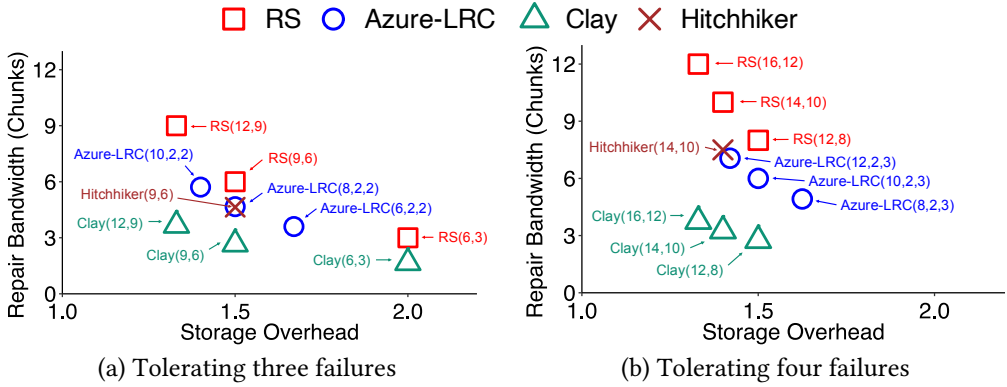 RS Azure-LRC Clay Hitchhiker
Repair Bandwidth (Chunks)
12
9
6
3
0
1.0 1.5 2.0
Storage Overhead
RS(12,9)
Azure-LRC(10,2,2)
RS(9,6)
Hitchhiker(9,6)
Azure-LRC(8,2,2)
Clay(12,9)
Azure-LRC(6,2,2)
Clay(9,6)
RS(6,3)
Clay(6,3)
(a) Tolerating three failures
Repair Bandwidth (Chunks)
12
9
6
3
0
1.0 1.5 2.0
Storage Overhead
RS(16,12)
RS(14,10)
RS(12,8)
Hitchhiker(14,10)
Azure-LRC(12,2,3)
Azure-LRC(10,2,3)
Azure-LRC(8,2,3)
Clay(16,12)
Clay(14,10)
Clay(12,8)
(b) Tolerating four failures